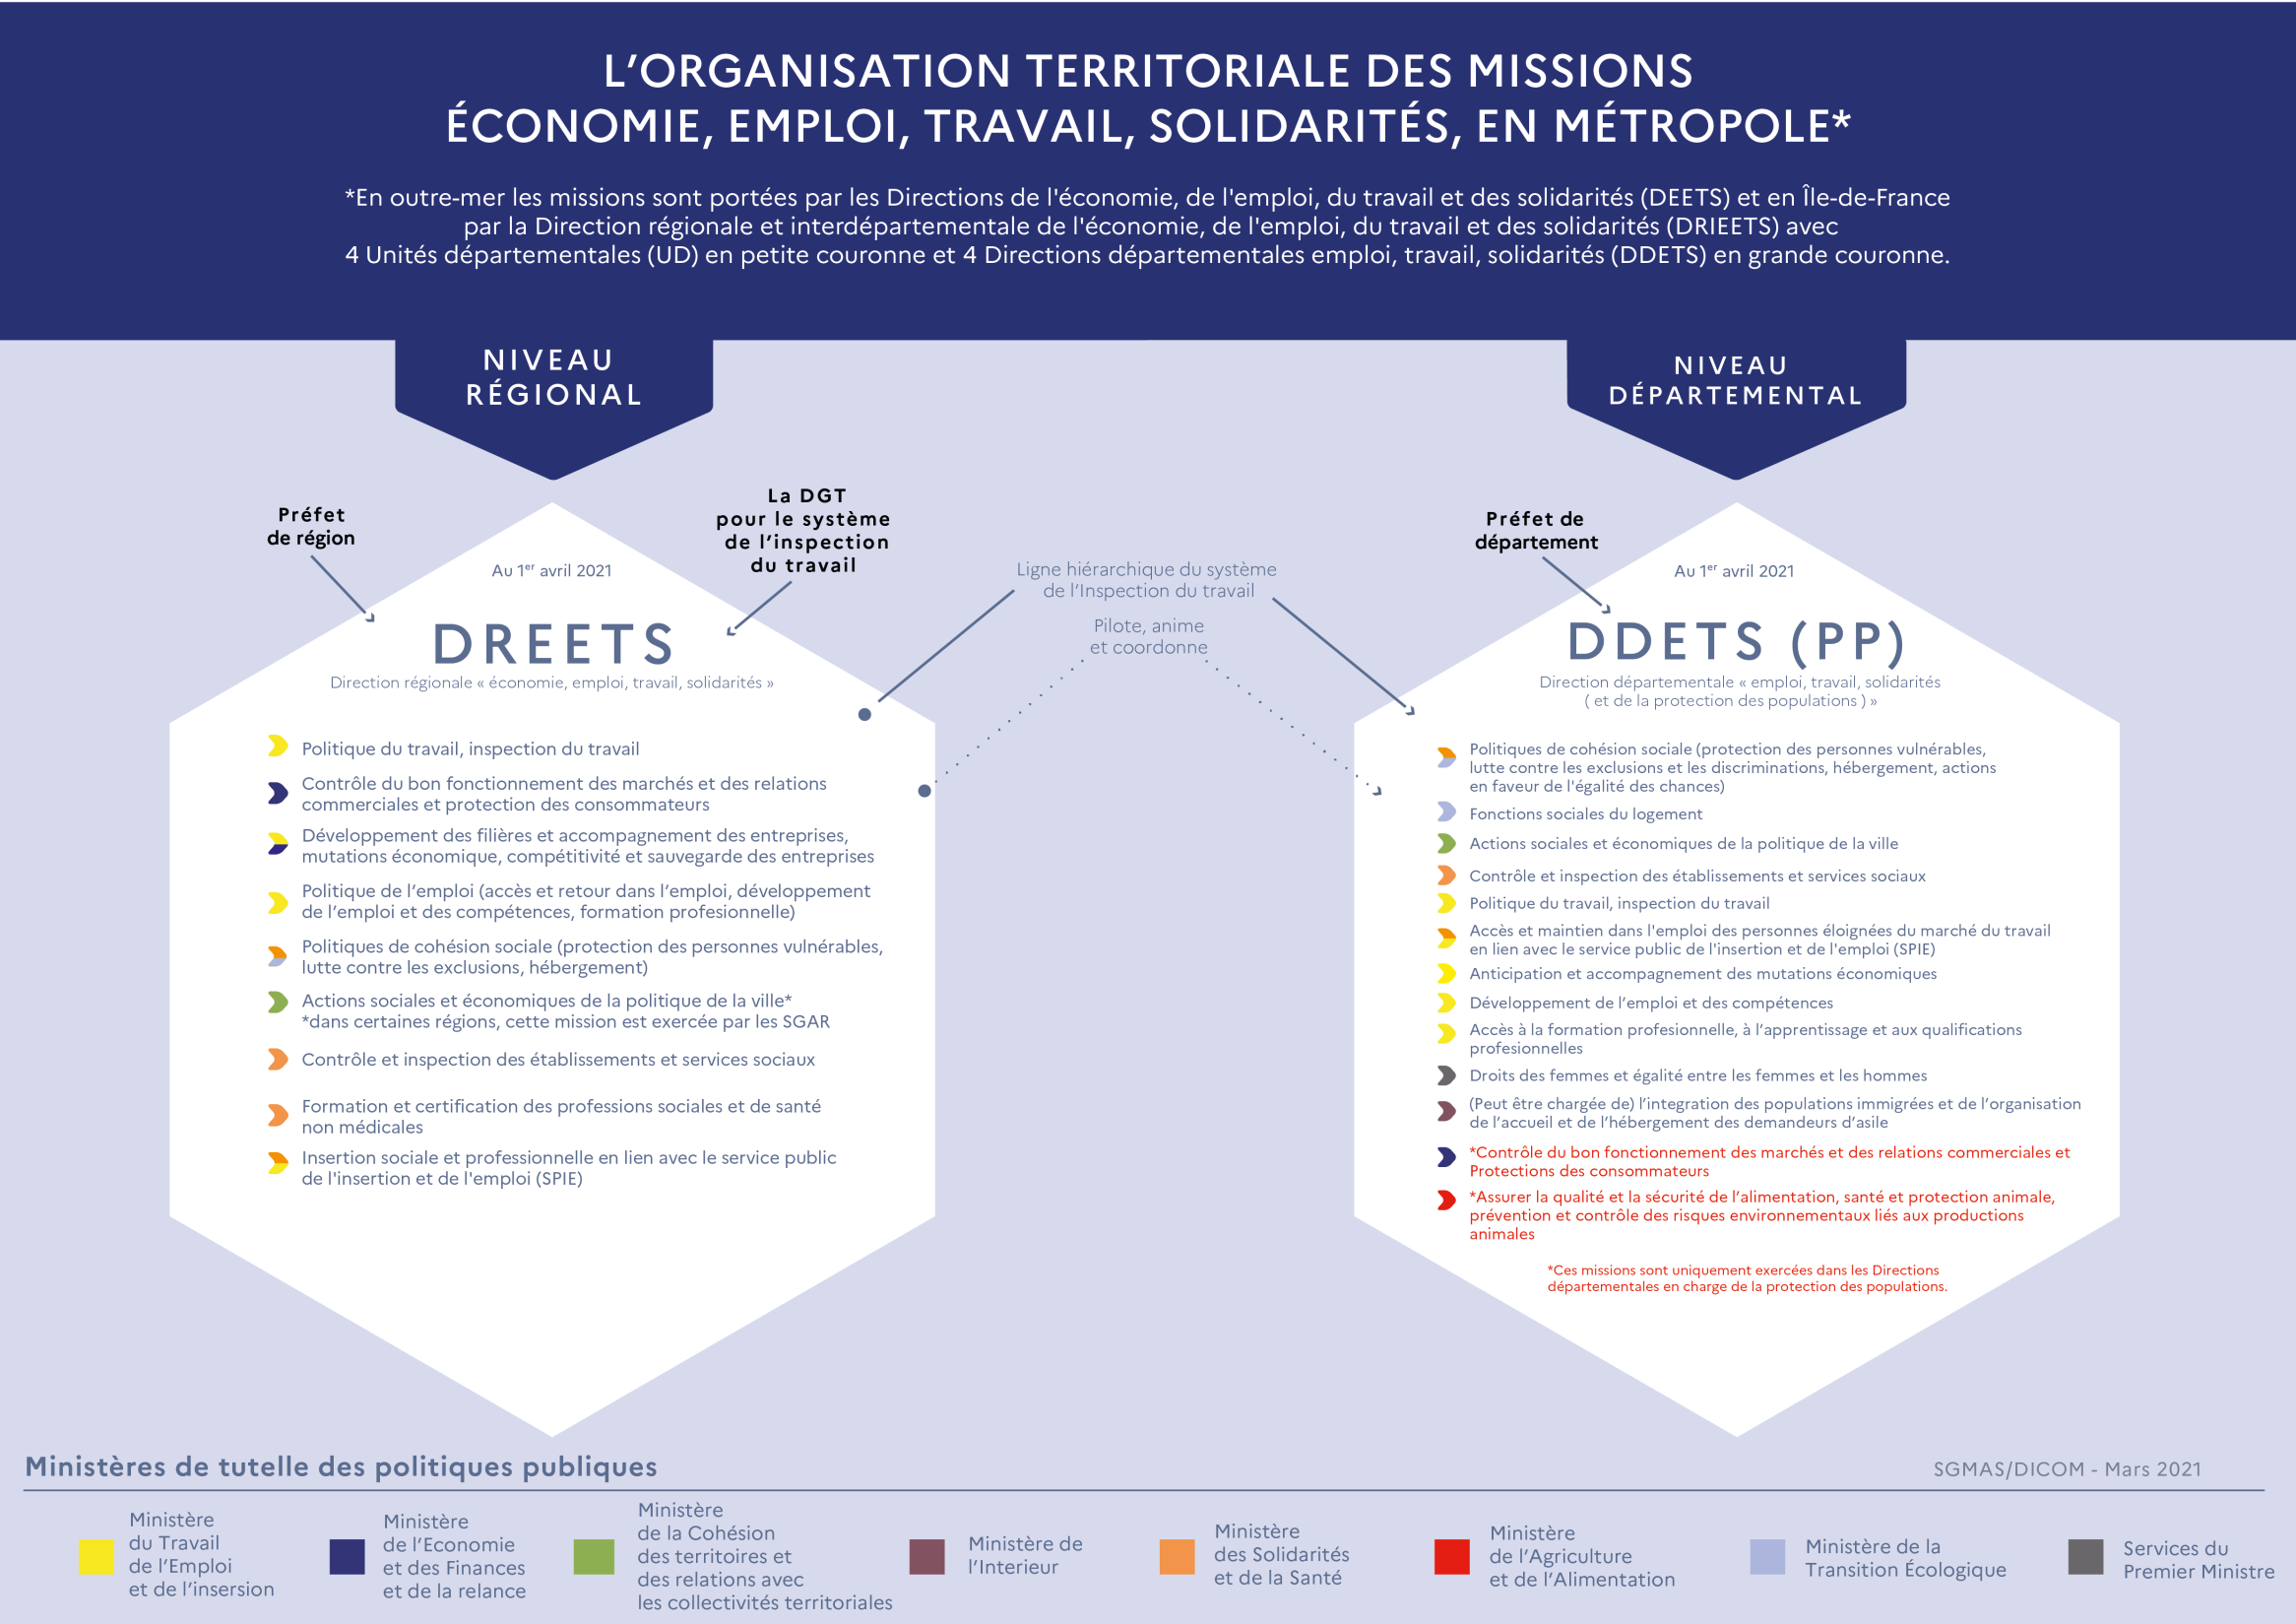 L’ORGANISATION TERRITORIALE DES MISSIONS
ÉCONOMIE, EMPLOI, TRAVAIL, SOLIDARITÉS, EN MÉTROPOLE*
*En outre-mer les missions sont portées par les Directions de l'économie, de l'emploi, du travail et des solidarités (DEETS) et en Île-de-France
par la Direction régionale et interdépartementale de l'économie, de l'emploi, du travail et des solidarités (DRIEETS) avec
4 Unités départementales (UD) en petite couronne et 4 Directions départementales emploi, travail, solidarités (DDETS) en grande couronne.
NIVEAU
RÉGIONAL
Préfet
de région
La DGT
pour le système
de l’inspection
du travail
Au 1er avril 2021
DREETS
Direction régionale « économie, emploi, travail, solidarités »
Politique du travail, inspection du travail
Contrôle du bon fonctionnement des marchés et des relations
commerciales et protection des consommateurs
Développement des filières et accompagnement des entreprises,
mutations économique, compétitivité et sauvegarde des entreprises
Politique de l’emploi (accès et retour dans l’emploi, développement
de l’emploi et des compétences, formation profesionnelle)
Politiques de cohésion sociale (protection des personnes vulnérables,
lutte contre les exclusions, hébergement)
Actions sociales et économiques de la politique de la ville*
*dans certaines régions, cette mission est exercée par les SGAR
Contrôle et inspection des établissements et services sociaux
Formation et certification des professions sociales et de santé
non médicales
Insertion sociale et professionnelle en lien avec le service public
de l'insertion et de l'emploi (SPIE)
Ligne hiérarchique du système
de l’Inspection du travail
Pilote, anime
et coordonne
NIVEAU
DÉPARTEMENTAL
Préfet de
département
Au 1er avril 2021
DDETS (PP)
Direction départementale « emploi, travail, solidarités
( et de la protection des populations ) »
Politiques de cohésion sociale (protection des personnes vulnérables,
lutte contre les exclusions et les discriminations, hébergement, actions
en faveur de l'égalité des chances)
Fonctions sociales du logement
Actions sociales et économiques de la politique de la ville
Contrôle et inspection des établissements et services sociaux
Politique du travail, inspection du travail
Accès et maintien dans l'emploi des personnes éloignées du marché du travail
en lien avec le service public de l'insertion et de l'emploi (SPIE)
Anticipation et accompagnement des mutations économiques
Développement de l’emploi et des compétences
Accès à la formation profesionnelle, à l’apprentissage et aux qualifications
profesionnelles
Droits des femmes et égalité entre les femmes et les hommes
(Peut être chargée de) l’integration des populations immigrées et de l’organisation
de l’accueil et de l’hébergement des demandeurs d’asile
*Contrôle du bon fonctionnement des marchés et des relations commerciales et
Protections des consommateurs
*Assurer la qualité et la sécurité de l’alimentation, santé et protection animale,
prévention et contrôle des risques environnementaux liés aux productions
animales
*Ces missions sont uniquement exercées dans les Directions
départementales en charge de la protection des populations.
Ministères de tutelle des politiques publiques
SGMAS/DICOM - Mars 2021
Ministère
du Travail
de l’Emploi
et de l’insersion
Ministère
de l’Economie
et des Finances
et de la relance
Ministère
de la Cohésion
des territoires et
des relations avec
les collectivités territoriales
Ministère de
l’Interieur
Ministère
des Solidarités
et de la Santé
Ministère
de l’Agriculture
et de l’Alimentation
Ministère de la
Transition Écologique
Services du
Premier Ministre